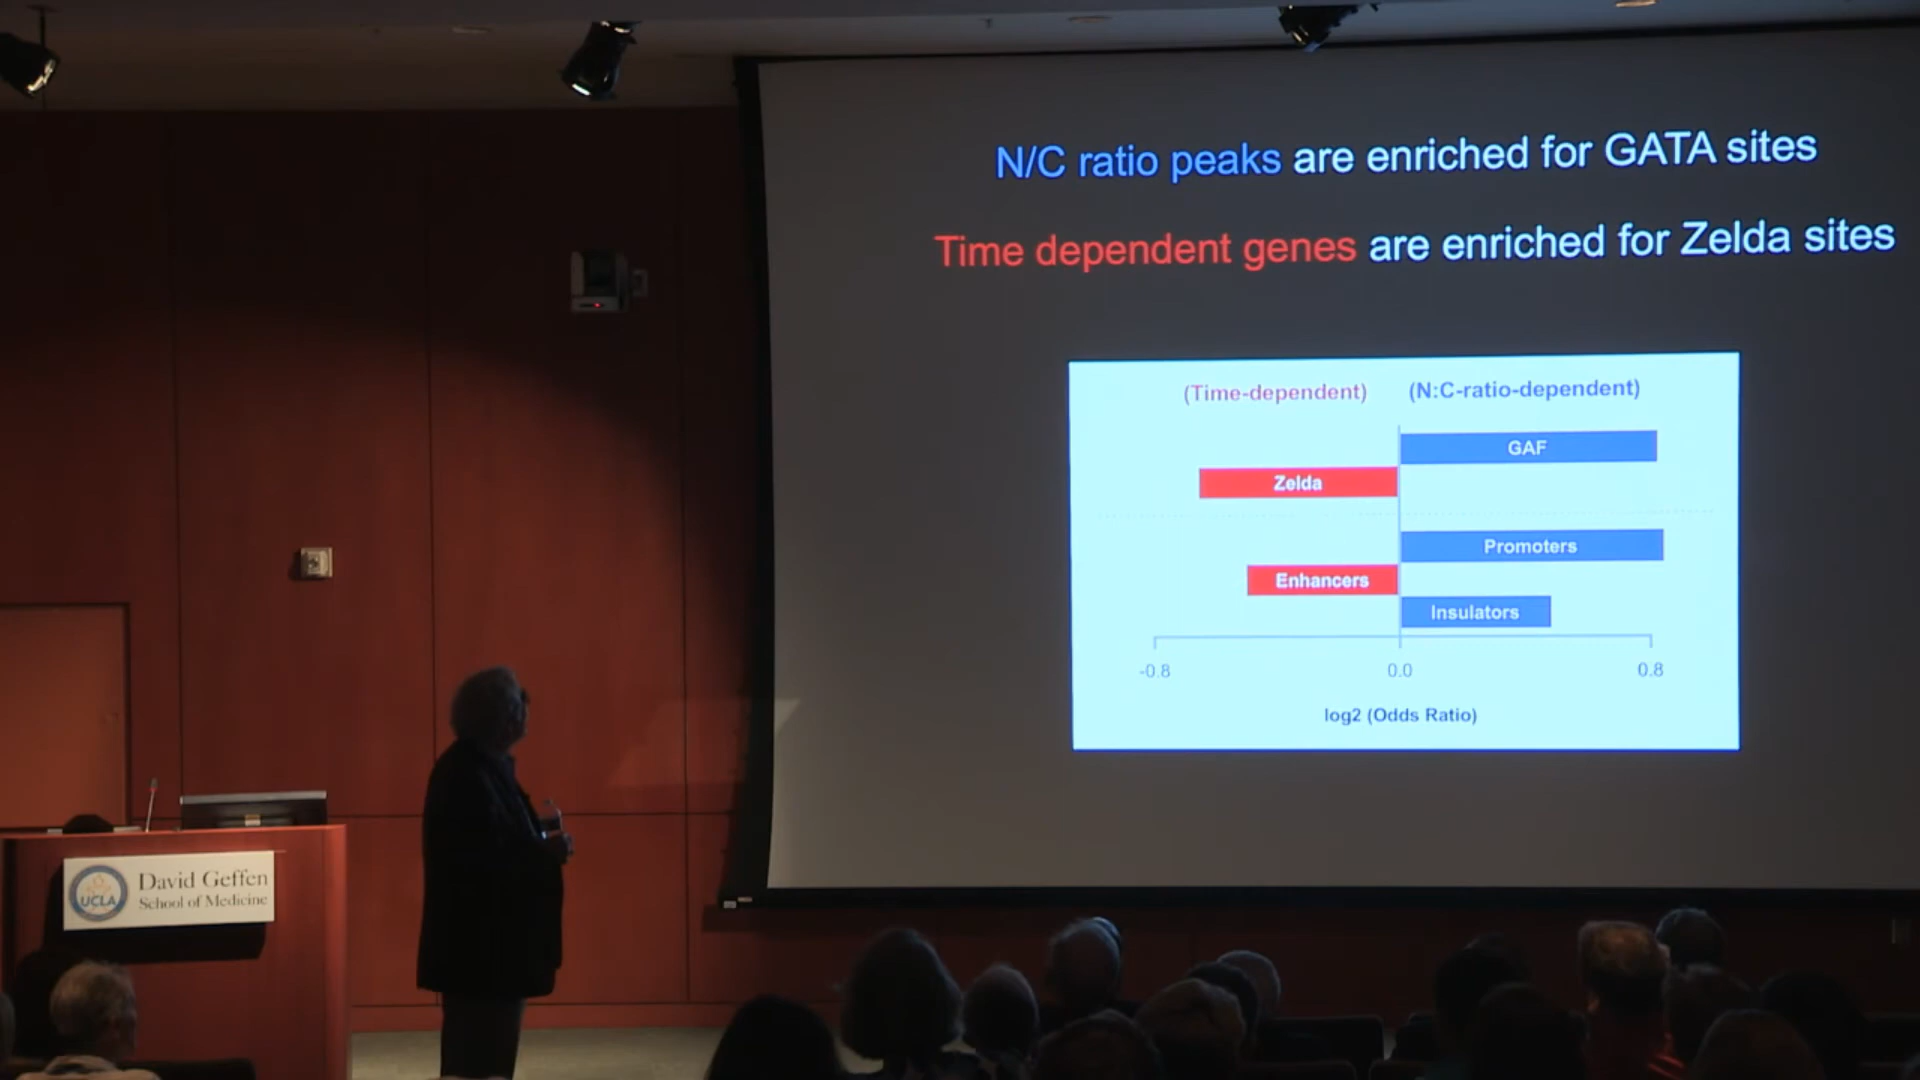 N/C ratio peaks are enriched for GATA sites
Time dependent genes are enriched for Zelda sites
(Time-dependent) (N:C-ratio-dependent)
GAF
Zelda
Promoters
Enhancers
Insulators
-0.8 0.0 0.8
log2 (Odds Ratio)
UCLA
David Geffen
School of Medicine